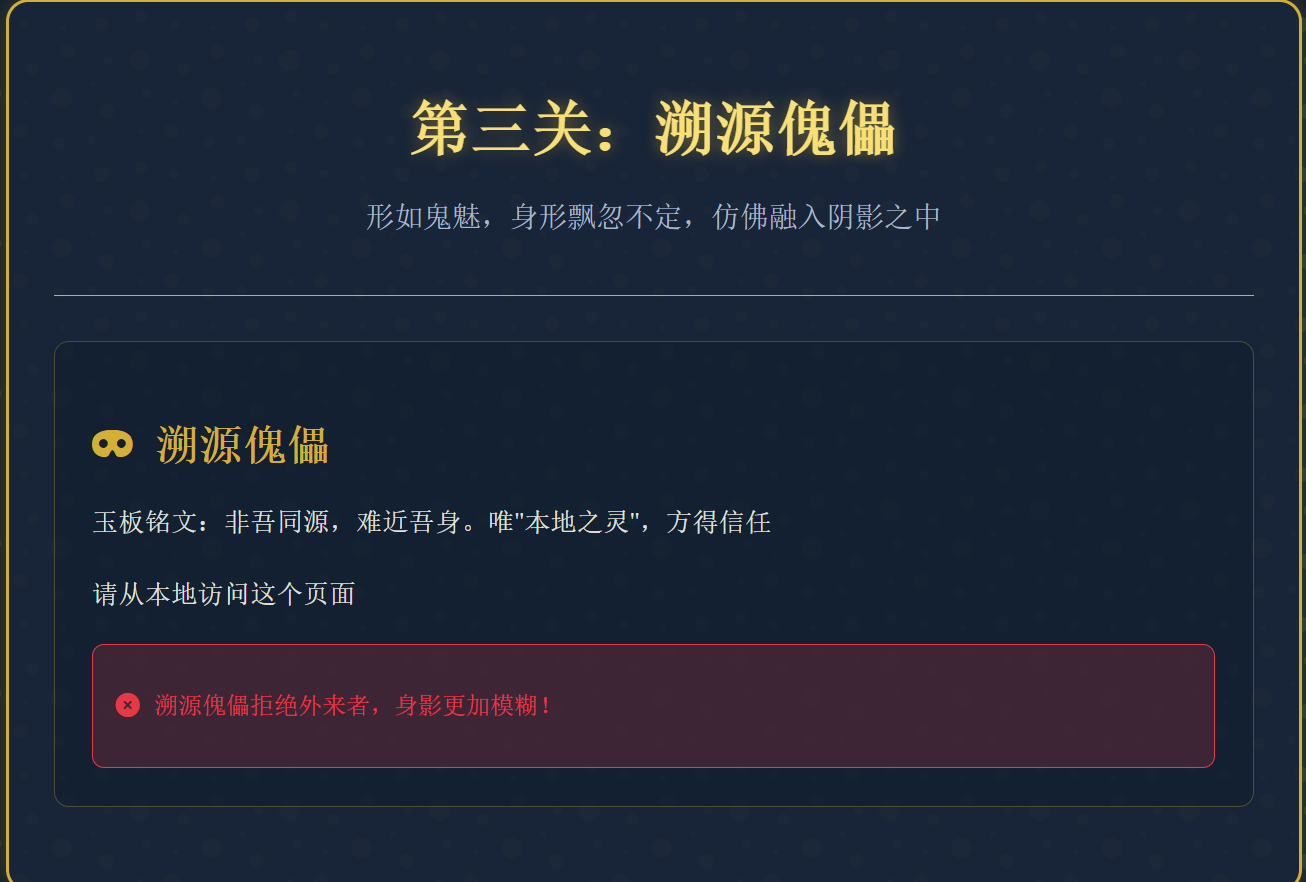 第三关：溯源傀儡
形如鬼魅，身形飘忽不定，仿佛融入阴影之中
溯源傀儡
玉板铭文：非吾同源，难近吾身。唯"本地之灵"，方得信任
请从本地访问这个页面
溯源傀儡拒绝外来者，身影更加模糊！